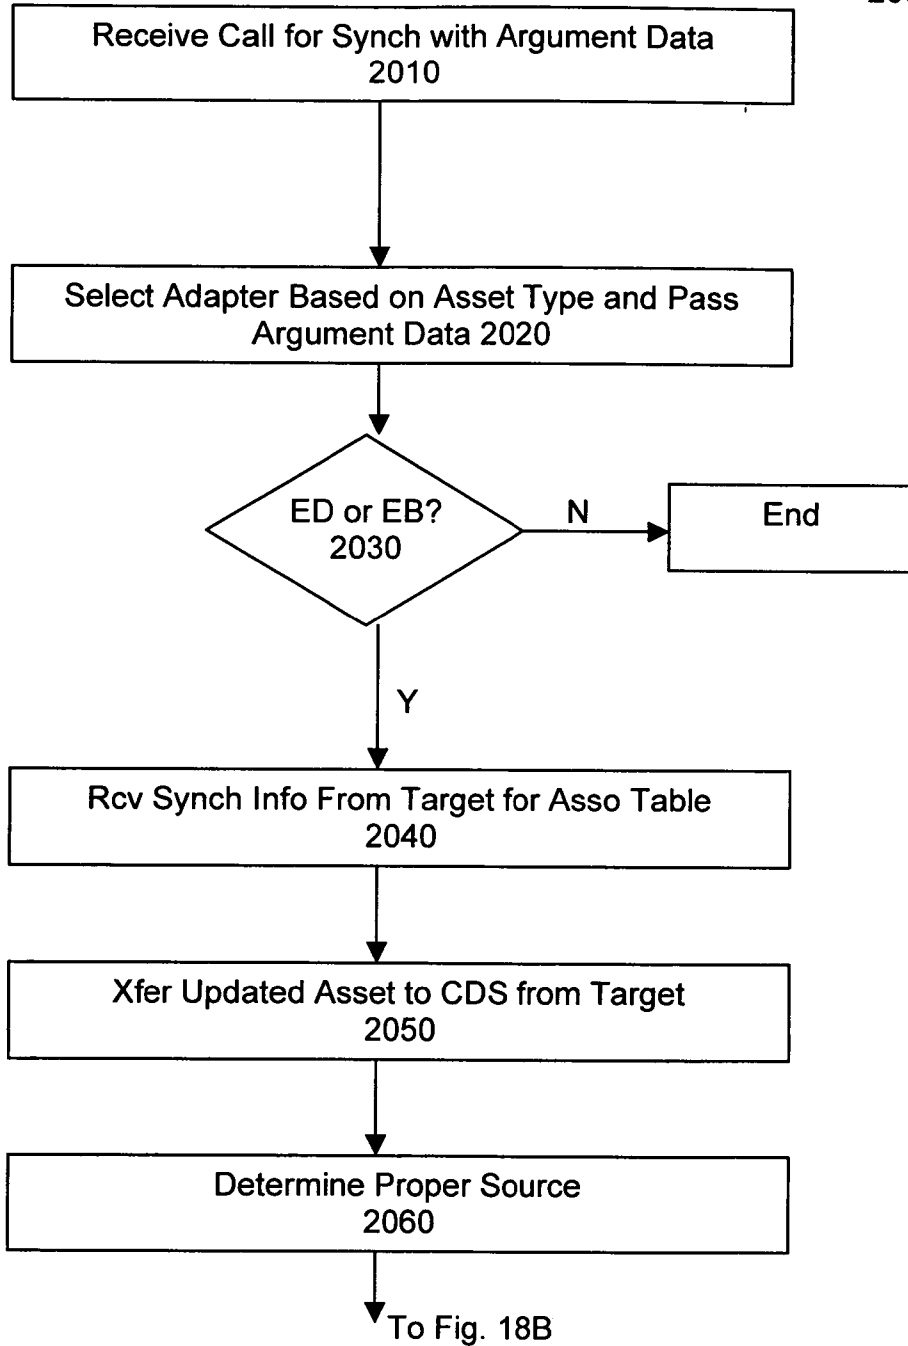 Receive Call for Synch with Argument Data
2010
Select Adapter Based on Asset Type and Pass
Argument Data 2020
ED or EB?
2030
N
End
Y
Rcv Synch Info From Target for Asso Table
2040
Xfer Updated Asset to CDS from Target
2050
Determine Proper Source
2060
To Fig. 18B